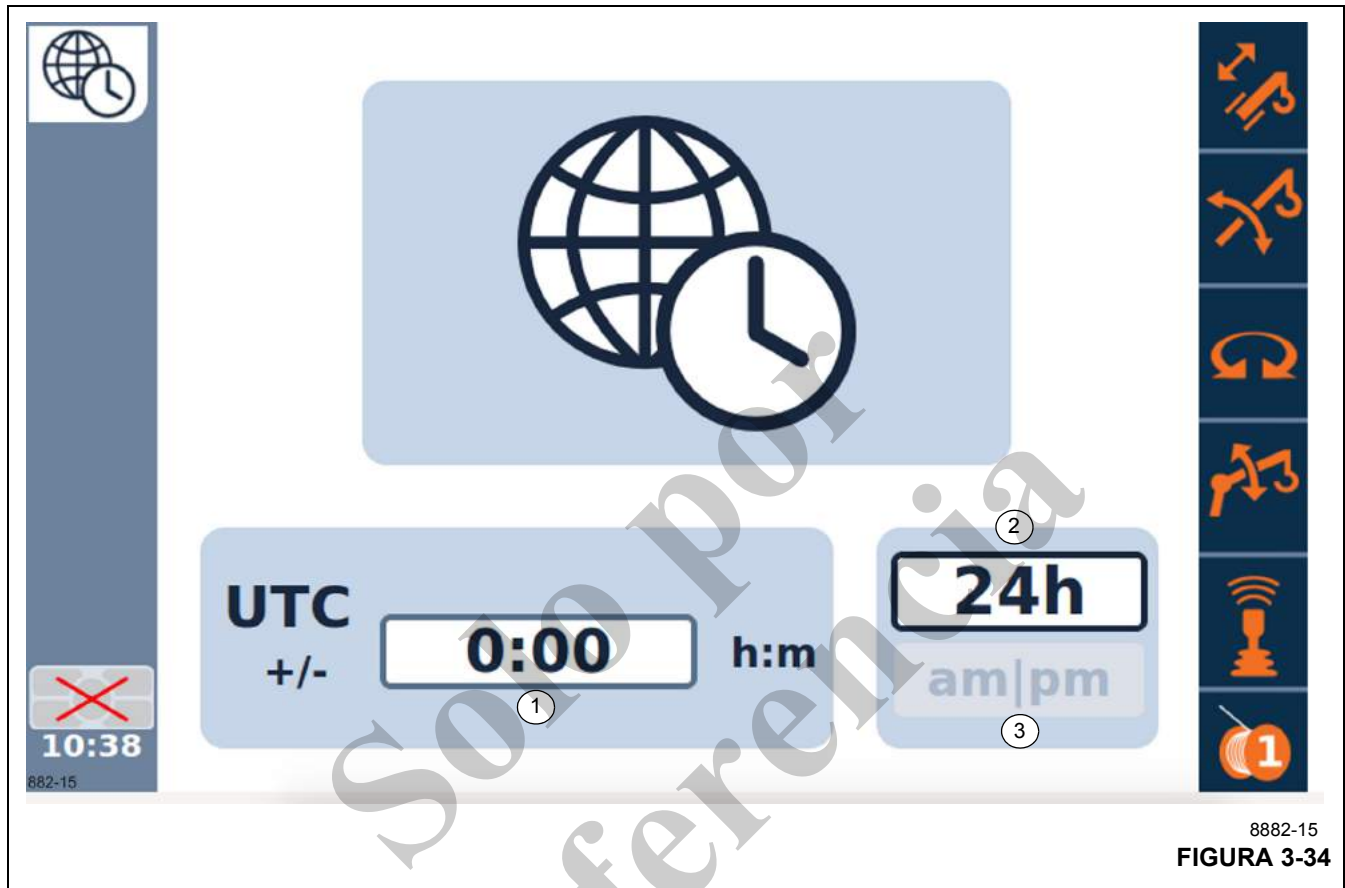 UTC
+/-
0:00
h:m
1
2
24h
am|pm
3
10:38
882-15
1
8882-15
FIGURA 3-34
Solo por
referencia